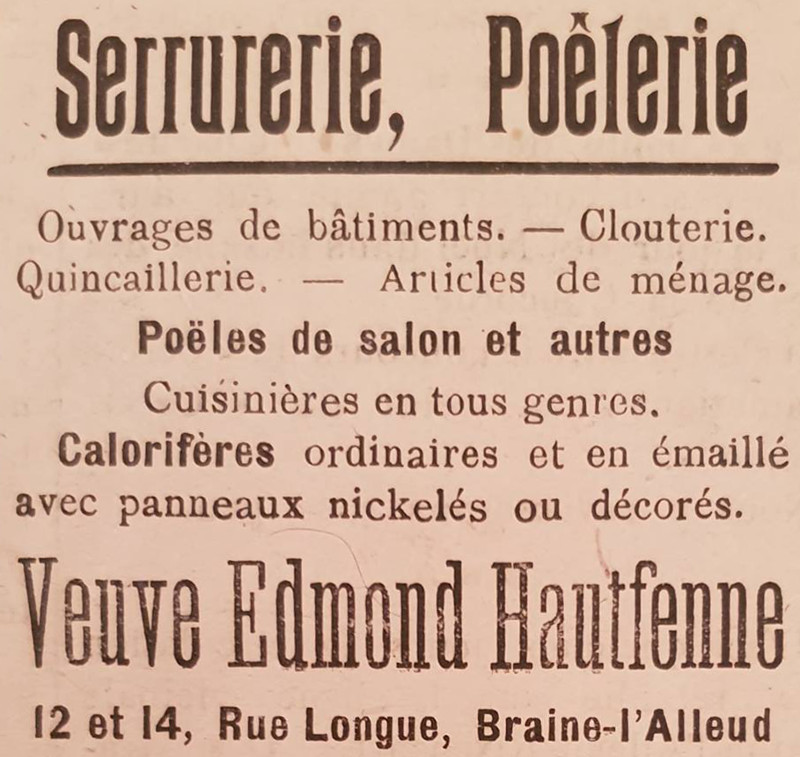 Serrurerie, Poêlerie
Ouvrages de bâtiments. — Clouterie.
Quincaillerie. — Articles de ménage.
Poëles de salon et autres
Cuisinières en tous genres.
Calorifères ordinaires et en émaillé
avec panneaux nickelés ou décorés.
Veuve Edmond Hautfenne
12 et 14, Rue Longue, Braine-l'Alleud